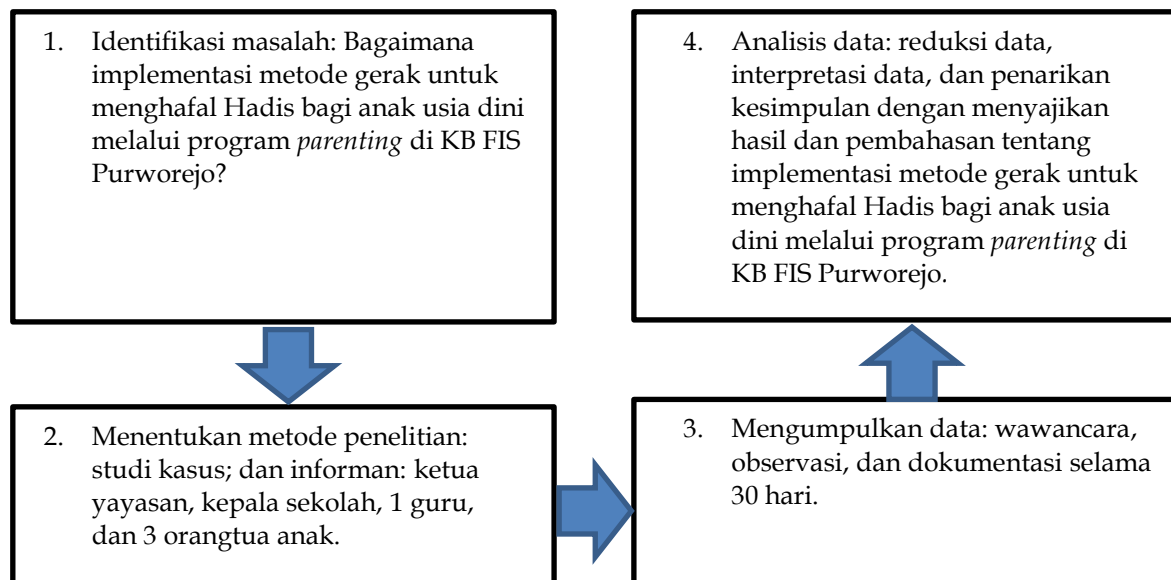 1. Identifikasi masalah: Bagaimana
implementasi metode gerak untuk
menghafal Hadis bagi anak usia dini
melalui program parenting di KB FIS
Purworejo?
2. Menentukan metode penelitian:
studi kasus; dan informan: ketua
yayasan, kepala sekolah, 1 guru,
dan 3 orangtua anak.
3. Mengumpulkan data: wawancara,
observasi, dan dokumentasi selama
30 hari.
4. Analisis data: reduksi data,
interpretasi data, dan penarikan
kesimpulan dengan menyajikan
hasil dan pembahasan tentang
implementasi metode gerak untuk
menghafal Hadis bagi anak usia
dini melalui program parenting di
KB FIS Purworejo.